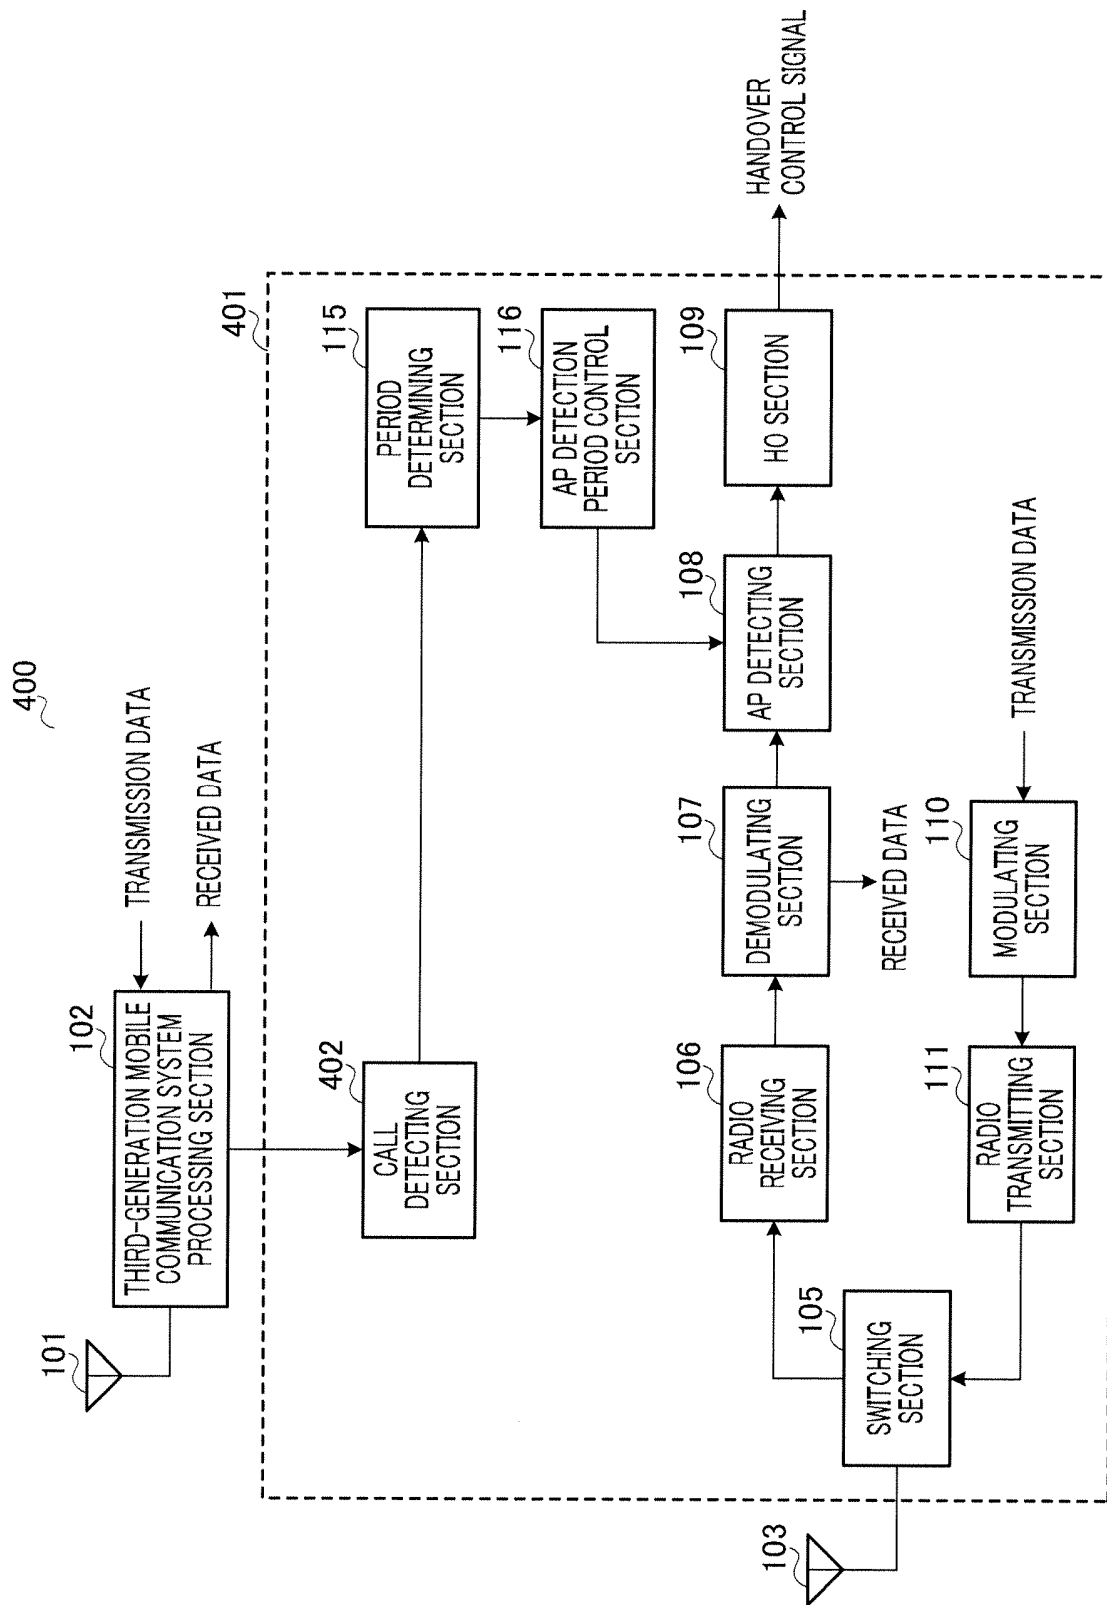 400
101
102
THIRD-GENERATION MOBILE
COMMUNICATION SYSTEM
PROCESSING SECTION
TRANSMISSION DATA
RECEIVED DATA
401
402
CALL
DETECTING
SECTION
115
PERIOD
DETERMINING
SECTION
116
AP DETECTION
PERIOD CONTROL
SECTION
103
105
SWITCHING
SECTION
106
RADIO
RECEIVING
SECTION
107
DEMODULATING
SECTION
RECEIVED DATA
108
AP DETECTING
SECTION
109
HO SECTION
HANDOVER
CONTROL SIGNAL
111
RADIO
TRANSMITTING
SECTION
110
MODULATING
SECTION
TRANSMISSION DATA